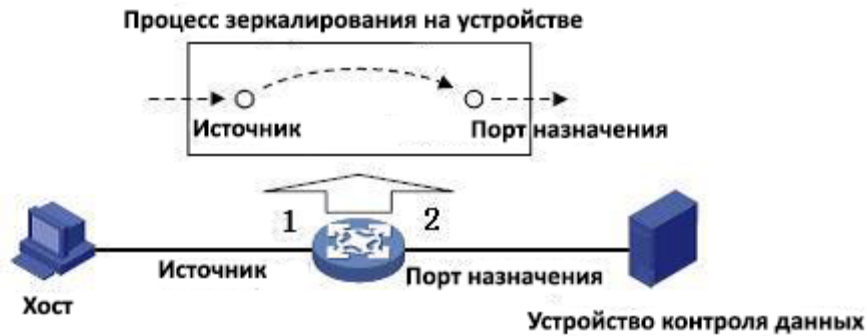 Процесс зеркалирования на устройстве
Источник
Порт назначения
1
2
Источник
Порт назначения
Хост
Устройство контроля данных